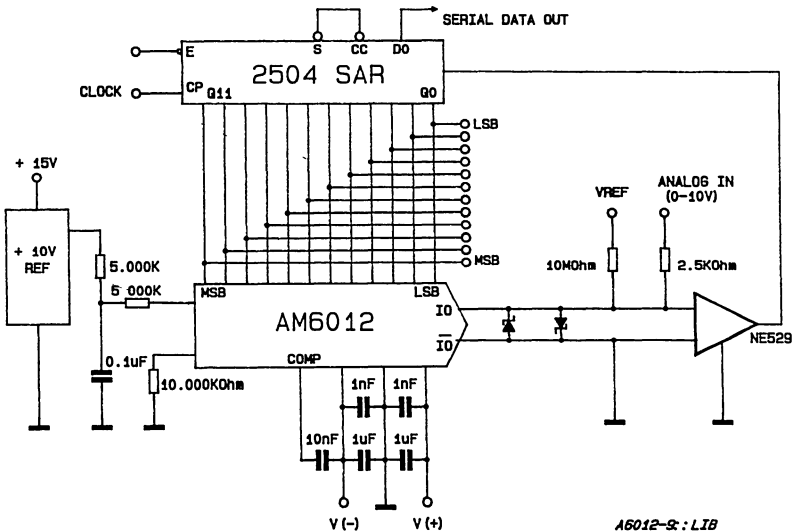 SERIAL DATA OUT
S CC DO
E
2504 SAR
CLOCK
CP Q11 Q0
LSB
+ 15V
VREF
ANALOG IN
(0-10V)
+ 10V
REF
5.000K
5.000K
MSB
10MOhm
2.5KOhm
MSB LSB
IO
AM6012
IO
NE529
COMP
0.1uF
10.000KOhm
1nF 1nF
10nF 1uF 1uF
V(-) V(+)
A6012-SC::LIB